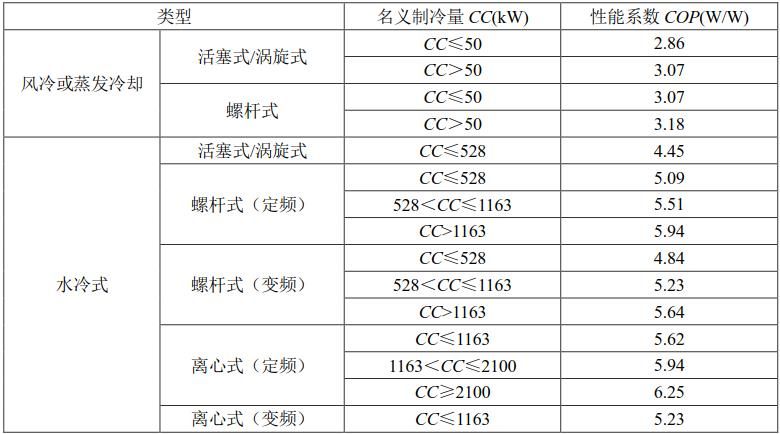 类型 名义制冷量 CC(kW) 性能系数 COP(W/W)
风冷或蒸发冷却 活塞式/涡旋式 CC≤50 2.86
CC＞50 3.07
螺杆式 CC≤50 3.07
CC＞50 3.18
水冷式 活塞式/涡旋式 CC≤528 4.45
螺杆式（定频） CC≤528 5.09
528＜CC≤1163 5.51
CC>1163 5.94
螺杆式（变频） CC≤528 4.84
528＜CC≤1163 5.23
CC>1163 5.64
离心式（定频） CC≤1163 5.62
1163＜CC≤2100 5.94
CC≥2100 6.25
离心式（变频） CC≤1163 5.23